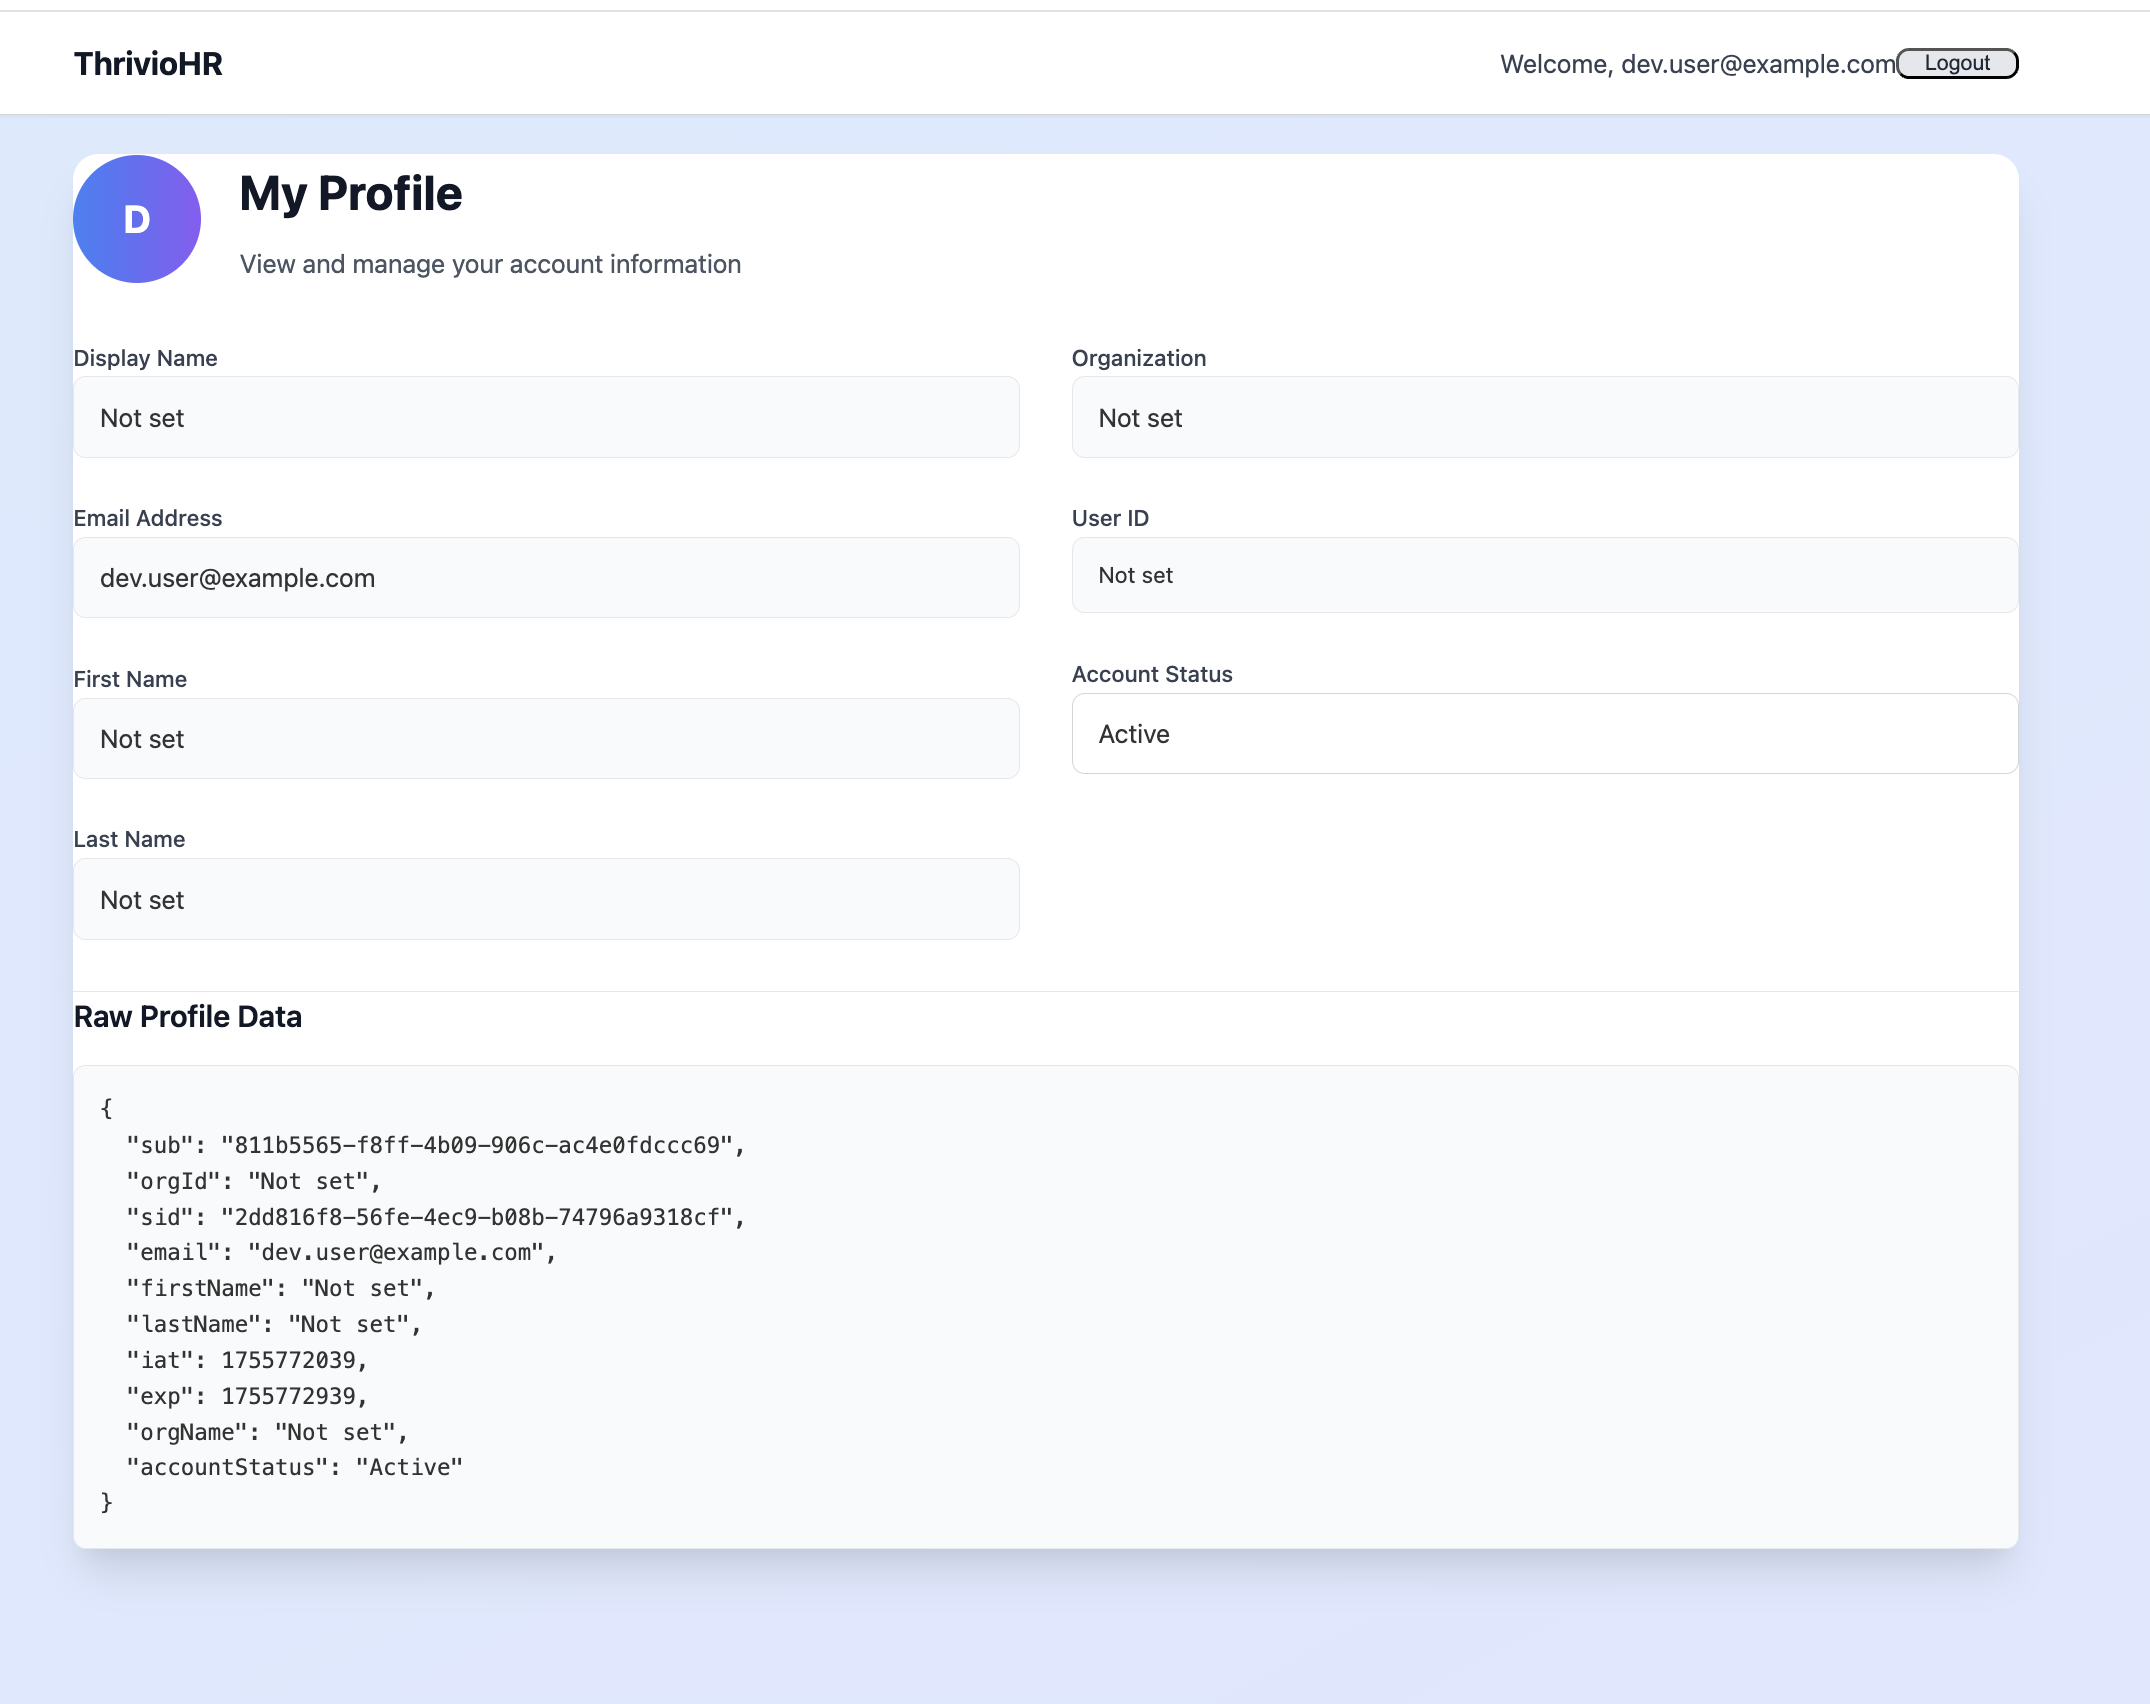 ThrivioHR
Welcome, dev.user@example.com Logout
D
My Profile
View and manage your account information
Display Name
Not set
Organization
Not set
Email Address
dev.user@example.com
User ID
Not set
First Name
Not set
Account Status
Active
Last Name
Not set
Raw Profile Data
{
  "sub": "811b5565-f8ff-4b09-906c-ac4e0fdccc69",
  "orgId": "Not set",
  "sid": "2dd816f8-56fe-4ec9-b08b-74796a9318cf",
  "email": "dev.user@example.com",
  "firstName": "Not set",
  "lastName": "Not set",
  "iat": 1755772039,
  "exp": 1755772939,
  "orgName": "Not set",
  "accountStatus": "Active"
}